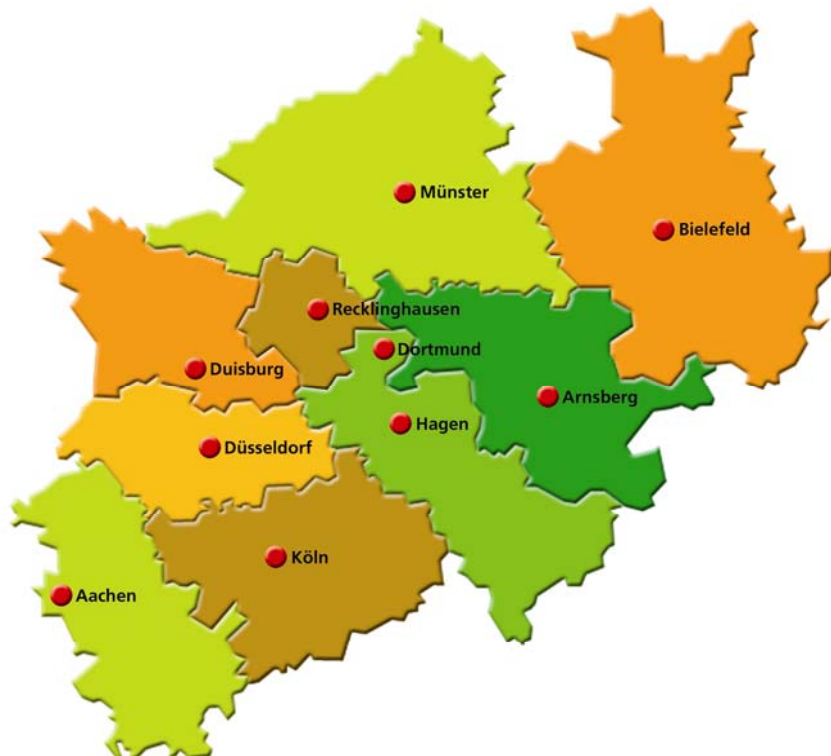 Münster
Bielefeld
Recklinghausen
Dortmund
Duisburg
Arnsberg
Hagen
Düsseldorf
Köln
Aachen